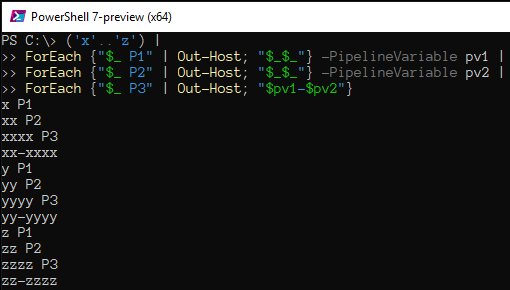 PowerShell 7-preview (x64)
PS C:\> ('x'..'z') |
>> ForEach {"$_ P1" | Out-Host; "$_$_"} -PipelineVariable pv1 |
>> ForEach {"$_ P2" | Out-Host; "$_$_"} -PipelineVariable pv2 |
>> ForEach {"$_ P3" | Out-Host; "$pv1-$pv2"}
x P1
xx P2
xxxx P3
xx-xxxx
y P1
yy P2
yyyy P3
yy-yyyy
z P1
zz P2
zzzz P3
zz-zzzz